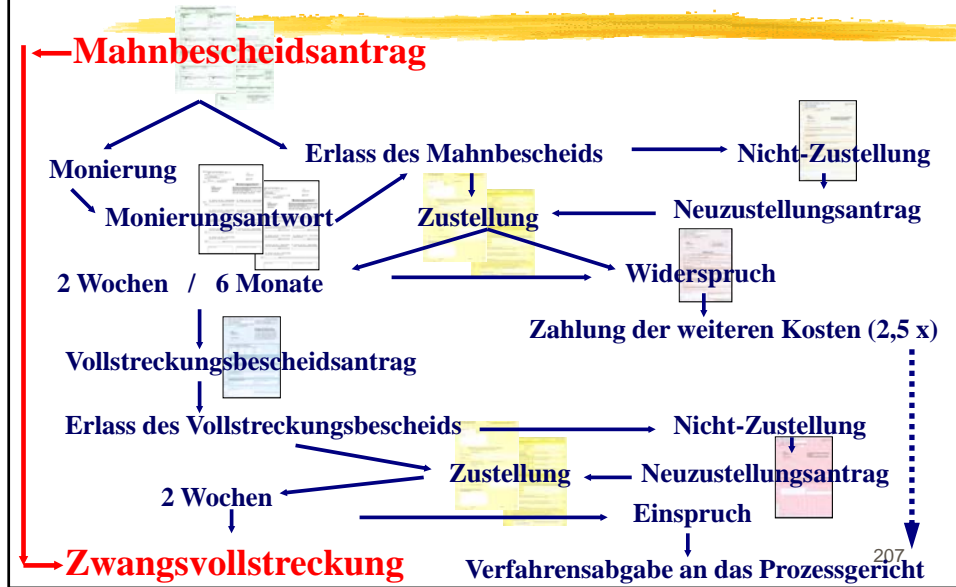 Mahnbescheidsantrag
Monierung
Erlass des Mahnbescheids
Nicht-Zustellung
Monierungsantwort
Zustellung
Neuzustellungsantrag
2 Wochen / 6 Monate
Widerspruch
Zahlung der weiteren Kosten (2,5 x)
Vollstreckungsbescheidsantrag
Erlass des Vollstreckungsbescheids
Nicht-Zustellung
Zustellung
Neuzustellungsantrag
2 Wochen
Einspruch
Zwangsvollstreckung
Verfahrensabgabe an das Prozessgericht
207